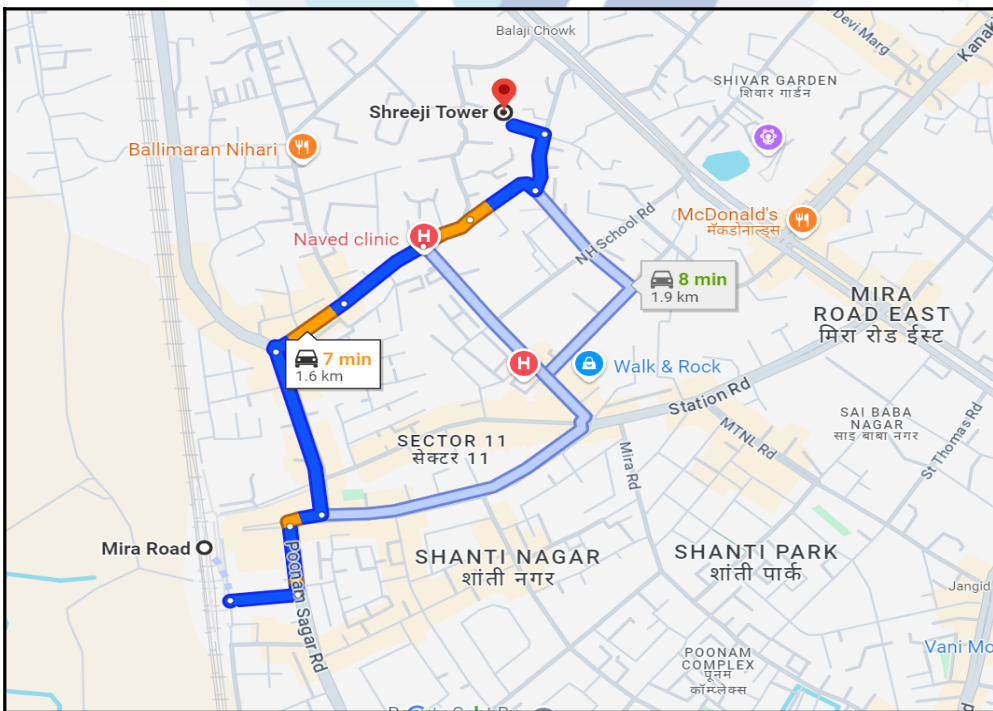 Balaji Chowk
Devi Marg
SHIVAR GARDEN
शिवार गार्डन
Shreeji Tower
Ballimaran Nihari
McDonald's
मॅकडोनाल्ड्स
NH School Rd
Naved clinic
H
8 min
1.9 km
MIRA
ROAD EAST
मिरा रोड ईस्ट
7 min
1.6 km
H
Walk & Rock
Station Rd
SAI BABA
NAGAR
साइ बाबा नगर
MTNL Rd
St Thomas Rd
SECTOR 11
सेक्टर 11
Mira Rd
Mira Road
SHANTI NAGAR
शांती नगर
SHANTI PARK
शांती पार्क
Poonam Sagar Rd
Jangid
POONAM
COMPLEX
पूनम
कॉम्प्लेक्स
Vani